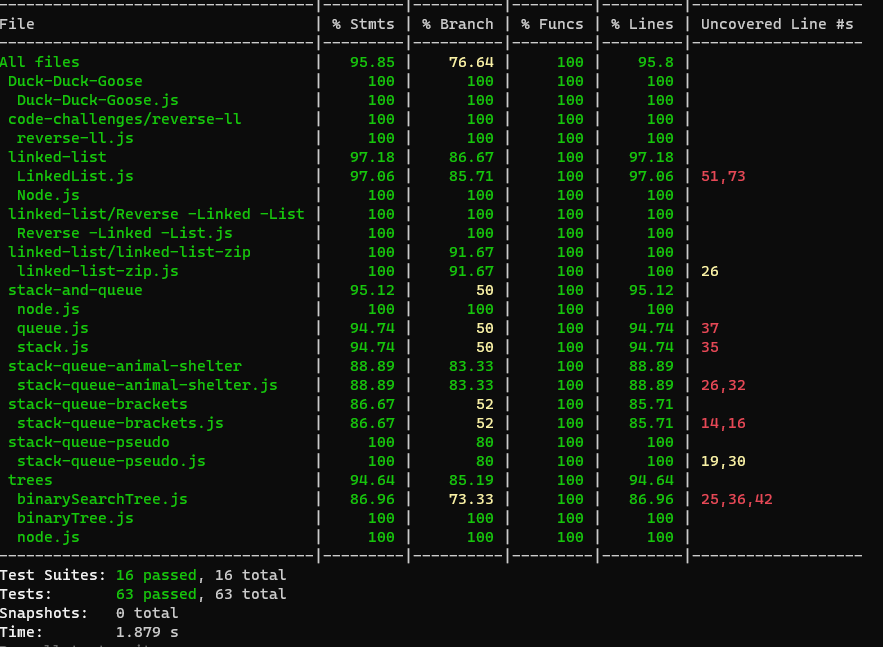 --------------------------------|---------|----------|---------|---------|-------------------
File                            | % Stmts | % Branch | % Funcs | % Lines | Uncovered Line #s
--------------------------------|---------|----------|---------|---------|-------------------
All files                       |   95.85 |    76.64 |     100 |    95.8 |
 Duck-Duck-Goose                |     100 |      100 |     100 |     100 |
  Duck-Duck-Goose.js            |     100 |      100 |     100 |     100 |
 code-challenges/reverse-ll     |     100 |      100 |     100 |     100 |
  reverse-ll.js                 |     100 |      100 |     100 |     100 |
 linked-list                    |   97.18 |    86.67 |     100 |   97.18 |
  LinkedList.js                 |   97.06 |    85.71 |     100 |   97.06 | 51,73
  Node.js                       |     100 |      100 |     100 |     100 |
 linked-list/Reverse -Linked -List |     100 |      100 |     100 |     100 |
  Reverse -Linked -List.js      |     100 |      100 |     100 |     100 |
 linked-list/linked-list-zip    |     100 |    91.67 |     100 |     100 |
  linked-list-zip.js            |     100 |    91.67 |     100 |     100 | 26
 stack-and-queue                |   95.12 |       50 |     100 |   95.12 |
  node.js                       |     100 |      100 |     100 |     100 |
  queue.js                      |   94.74 |       50 |     100 |   94.74 | 37
  stack.js                      |   94.74 |       50 |     100 |   94.74 | 35
 stack-queue-animal-shelter     |   88.89 |    83.33 |     100 |   88.89 |
  stack-queue-animal-shelter.js |   88.89 |    83.33 |     100 |   88.89 | 26,32
 stack-queue-brackets           |   86.67 |       52 |     100 |   85.71 |
  stack-queue-brackets.js       |   86.67 |       52 |     100 |   85.71 | 14,16
 stack-queue-pseudo             |     100 |       80 |     100 |     100 |
  stack-queue-pseudo.js         |     100 |       80 |     100 |     100 | 19,30
 trees                          |   94.64 |    85.19 |     100 |   94.64 |
  binarySearchTree.js           |   86.96 |    73.33 |     100 |   86.96 | 25,36,42
  binaryTree.js                 |     100 |      100 |     100 |     100 |
  node.js                       |     100 |      100 |     100 |     100 |
--------------------------------|---------|----------|---------|---------|-------------------
Test Suites: 16 passed, 16 total
Tests:       63 passed, 63 total
Snapshots:   0 total
Time:        1.879 s